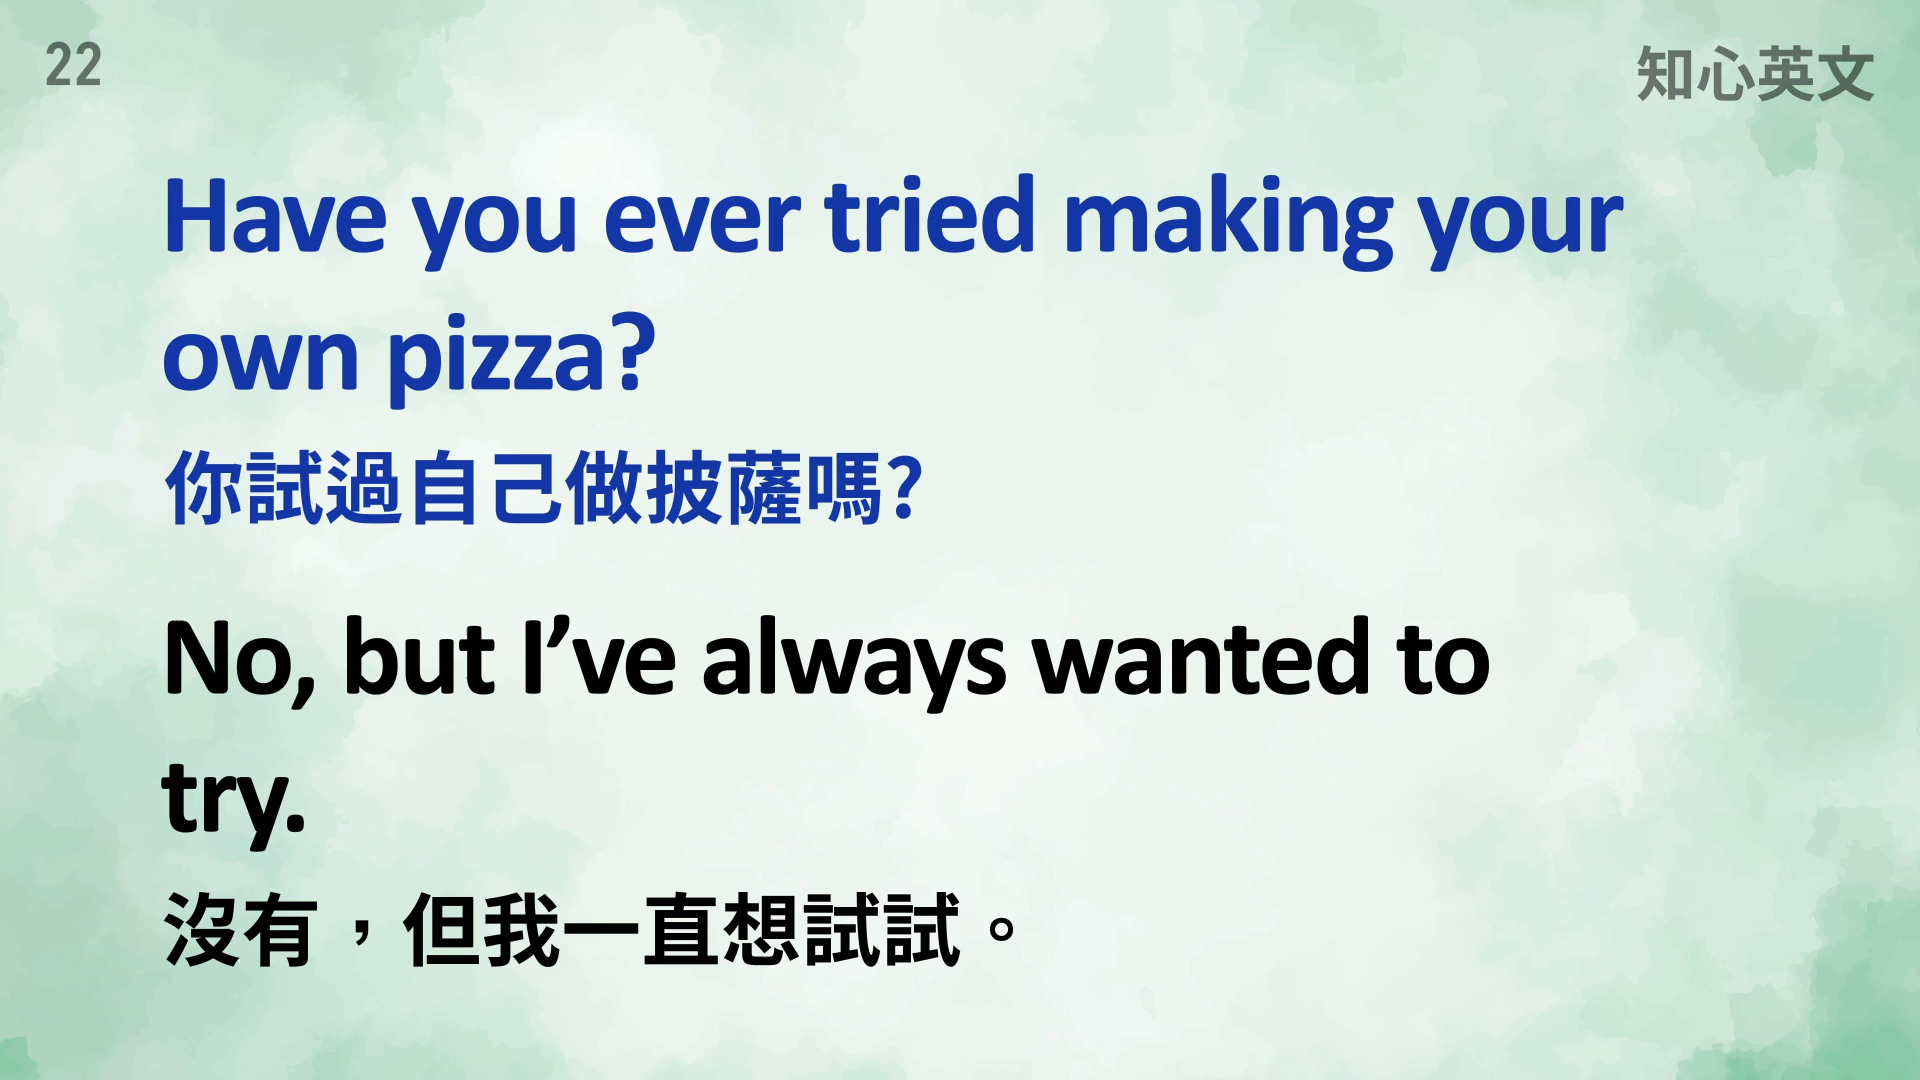 22
知心英文
Have you ever tried making your
own pizza?
你試過自己做披薩嗎?
No, but I’ve always wanted to
try.
沒有，但我一直想試試。